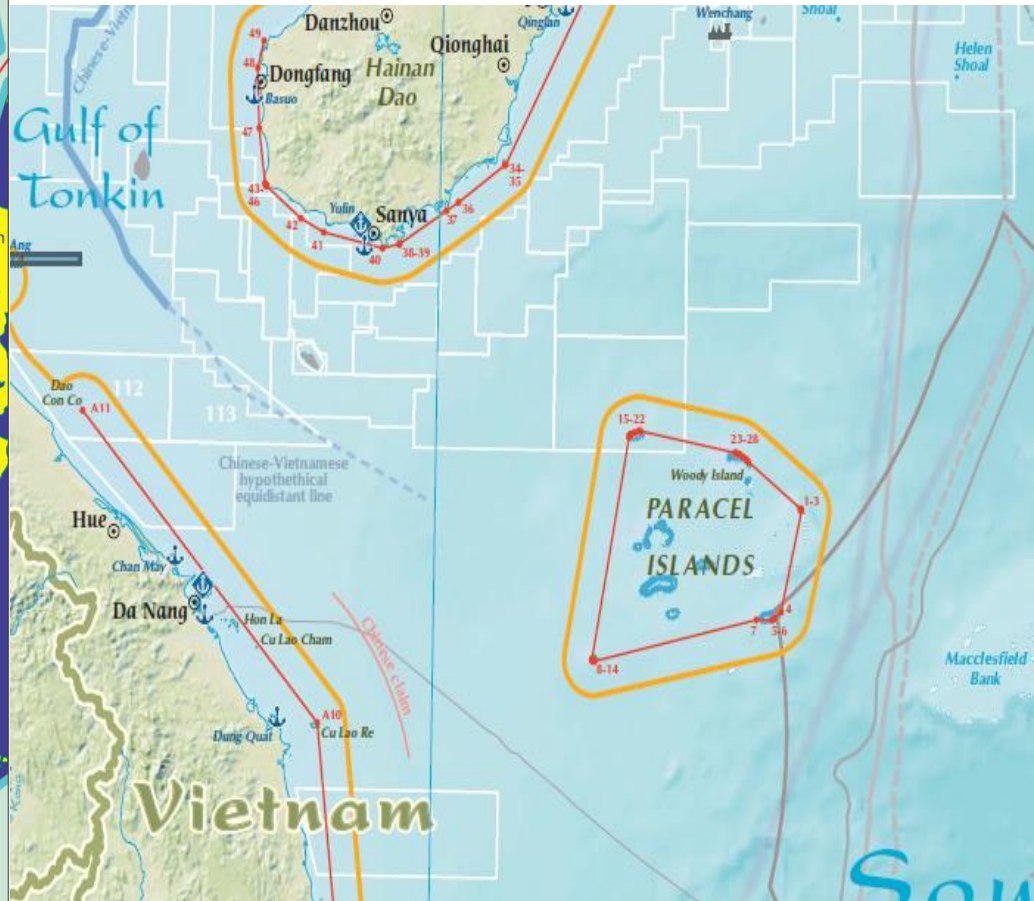 Danzhou
Qinglan
Wenchang
Shoal
49
48
Dongfang
Basuo
Hainan
Dao
Qionghai
Helen
Shoal
Chinese-Vietn
Gulf of
Tonkin
47
43-
46
42
41
40
Yulin
Sanya
38-39
37
36
34-
35
Ang
Dao
Con Co
A11
112
113
Chinese-Vietnamese
hypothethical
equidistant line
15-22
23-28
Woody Island
PARACEL
ISLANDS
1-3
4
5-6
7
8-14
Hue
Chan May
Da Nang
Hon La
Cu Lao Cham
Chinese claim
A10
Cu Lao Re
Dung Quat
Macclesfield
Bank
Vietnam
Sou